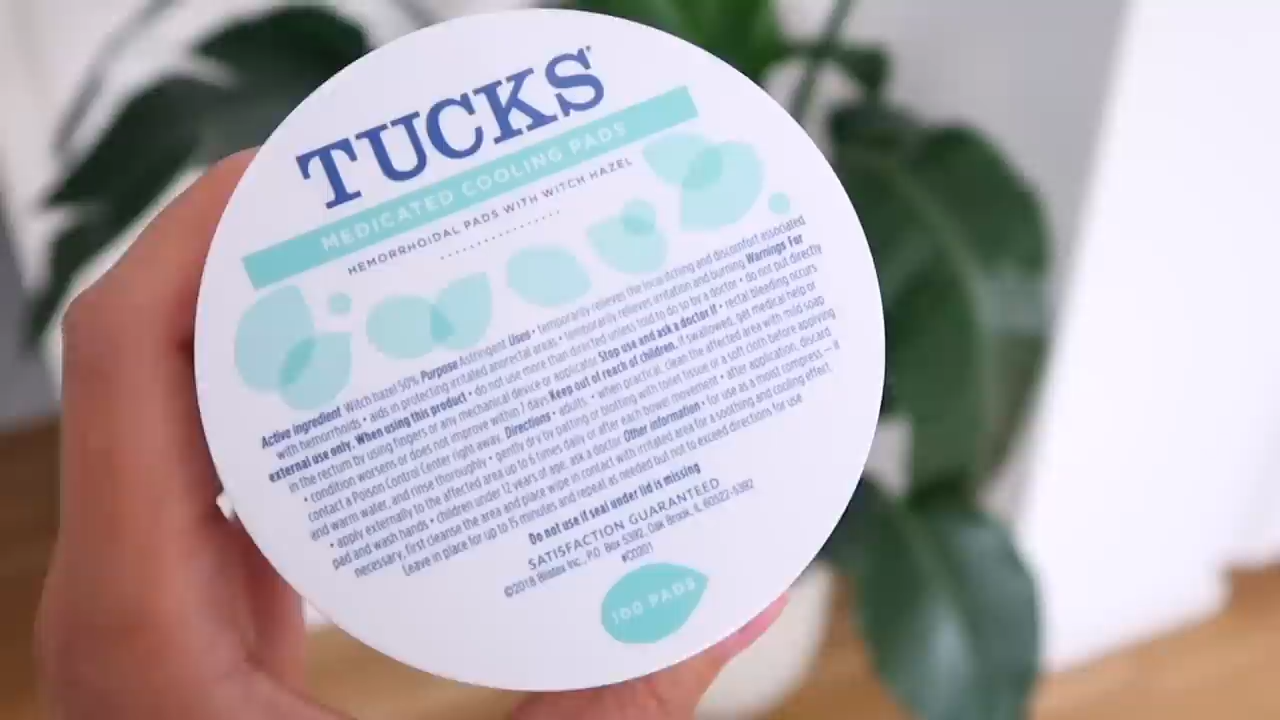 TUCKS
MEDICATED COOLING PADS
HEMORRHOIDAL PADS WITH WITCH HAZEL
Active ingredient Witch hazel 50% Purpose Astringent Uses • temporarily relieves the local itching and discomfort associated
with hemorrhoids • aids in protecting irritated anorectal areas • temporarily relieves irritation and burning Warnings For
external use only. When using this product • do not use more than directed unless told to do so by a doctor • do not put directly
in the rectum by using fingers or any mechanical device or applicator Stop use and ask a doctor if • rectal bleeding occurs
• condition worsens or does not improve within 7 days Keep out of reach of children. If swallowed, get medical help or
contact a Poison Control Center right away. Directions • adults • when practical, clean the affected area with mild soap
and warm water, and rinse thoroughly • gently dry by patting or blotting with toilet tissue or a soft cloth before applying
• apply externally to the affected area up to 6 times daily or after each bowel movement • after application, discard
pad and wash hands • children under 12 years of age: ask a doctor Other information • for use as a moist compress – if
necessary, first cleanse the area and place wipe in contact with irritated area for a soothing and cooling effect.
Leave in place for up to 15 minutes and repeat as needed but not to exceed directions for use
Do not use if seal under lid is missing
SATISFACTION GUARANTEED
©2018 Blistex Inc., P.O. Box 5392, Oak Brook, IL 60522-5392
#C0201
100 PADS